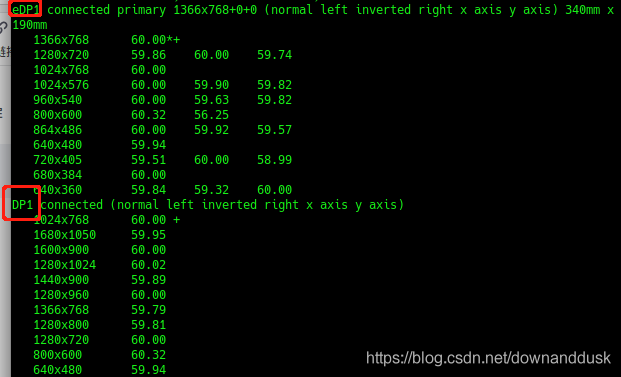 eDP1 connected primary 1366x768+0+0 (normal left inverted right x axis y axis) 340mm x
190mm
1366x768 60.00*+
1280x720 59.86 60.00 59.74
1024x768 60.00
1024x576 60.00 59.90 59.82
960x540 60.00 59.63 59.82
800x600 60.32 56.25
864x486 60.00 59.92 59.57
640x480 59.94
720x405 59.51 60.00 58.99
680x384 60.00
640x360 59.84 59.32 60.00
DP1 connected (normal left inverted right x axis y axis)
1024x768 60.00 +
1680x1050 59.95
1600x900 60.00
1280x1024 60.02
1440x900 59.89
1280x960 60.00
1366x768 59.79
1280x800 59.81
1280x720 60.00
800x600 60.32
640x480 59.94
https://blog.csdn.net/downanddusk